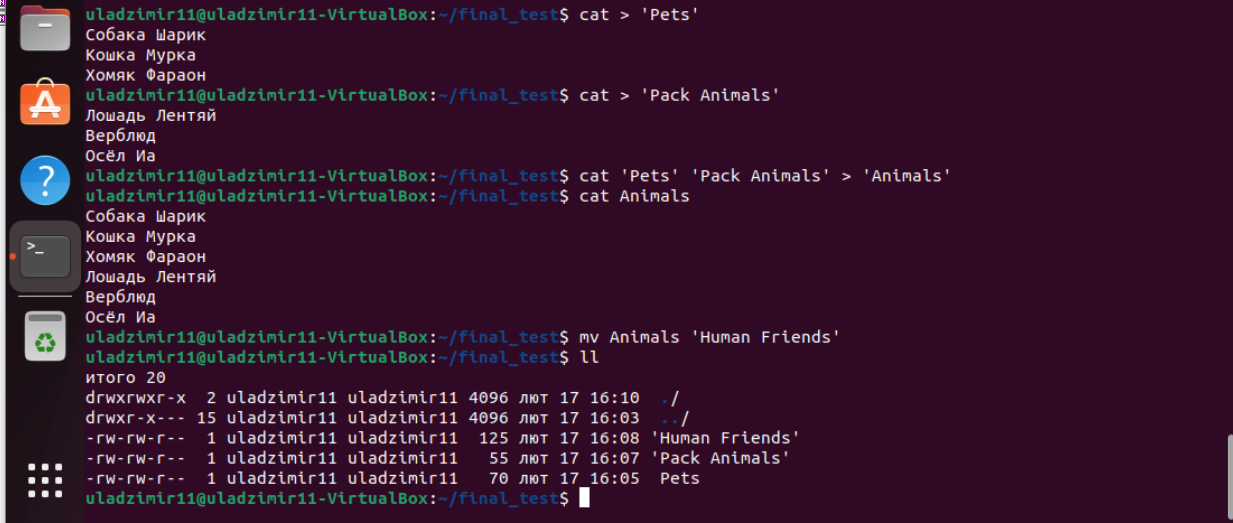 uladzimir11@uladzimir11-VirtualBox:~/final_test$ cat > 'Pets'
Собака Шарик
Кошка Мурка
Хомяк Фараон
uladzimir11@uladzimir11-VirtualBox:~/final_test$ cat > 'Pack Animals'
Лошадь Лентяй
Верблюд
Осёл Иа
uladzimir11@uladzimir11-VirtualBox:~/final_test$ cat 'Pets' 'Pack Animals' > 'Animals'
uladzimir11@uladzimir11-VirtualBox:~/final_test$ cat Animals
Собака Шарик
Кошка Мурка
Хомяк Фараон
Лошадь Лентяй
Верблюд
Осёл Иа
uladzimir11@uladzimir11-VirtualBox:~/final_test$ mv Animals 'Human Friends'
uladzimir11@uladzimir11-VirtualBox:~/final_test$ ll
итого 20
drwxrwxr-x  2 uladzimir11 uladzimir11 4096 лют 17 16:10  ./
drwxr-x--- 15 uladzimir11 uladzimir11 4096 лют 17 16:03  ../
-rw-rw-r--  1 uladzimir11 uladzimir11  125 лют 17 16:08 'Human Friends'
-rw-rw-r--  1 uladzimir11 uladzimir11   55 лют 17 16:07 'Pack Animals'
-rw-rw-r--  1 uladzimir11 uladzimir11   70 лют 17 16:05  Pets
uladzimir11@uladzimir11-VirtualBox:~/final_test$